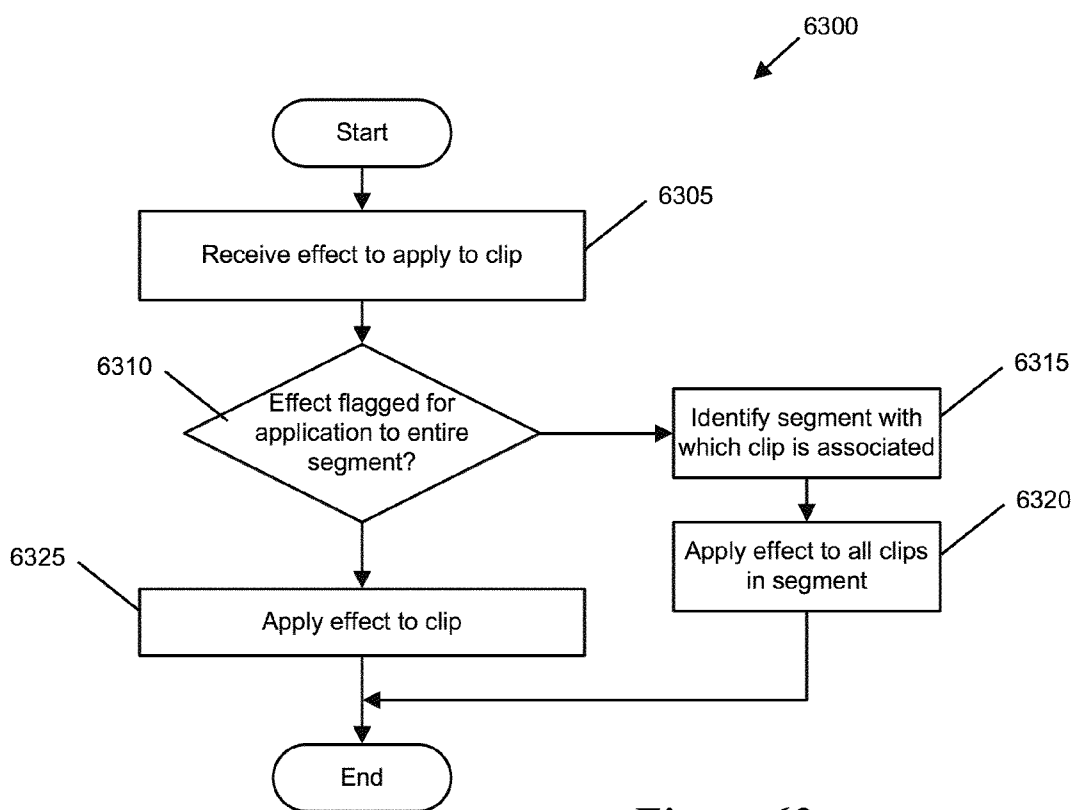 6300
Start
6305
Receive effect to apply to clip
6310
Effect flagged for
application to entire
segment?
6315
Identify segment with
which clip is associated
6320
Apply effect to all clips
in segment
6325
Apply effect to clip
End